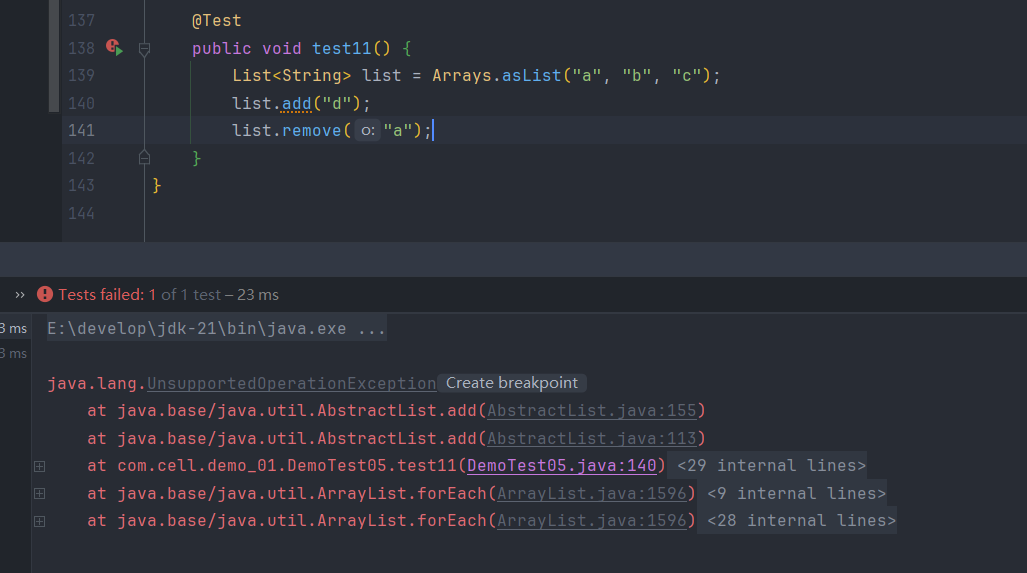 137 @Test
138 public void test11() {
139 List<String> list = Arrays.asList("a", "b", "c");
140 list.add("d");
141 list.remove( o: "a");
142 }
143 }
144
» Tests failed: 1 of 1 test – 23 ms
3 ms E:\develop\jdk-21\bin\java.exe ...
3 ms
java.lang.UnsupportedOperationException Create breakpoint
at java.base/java.util.AbstractList.add(AbstractList.java:155)
at java.base/java.util.AbstractList.add(AbstractList.java:113)
at com.cell.demo_01.DemoTest05.test11(DemoTest05.java:140) <29 internal lines>
at java.base/java.util.ArrayList.forEach(ArrayList.java:1596) <9 internal lines>
at java.base/java.util.ArrayList.forEach(ArrayList.java:1596) <28 internal lines>